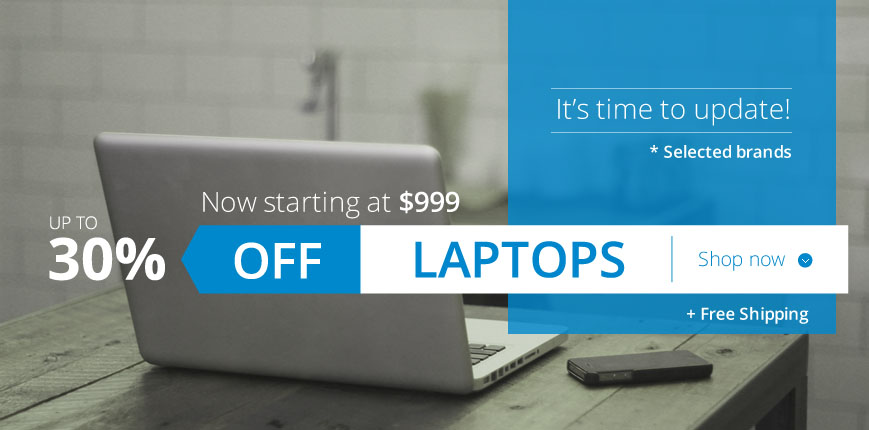 It's time to update!
* Selected brands
Now starting at $999
UP TO
30% OFF LAPTOPS Shop now
+ Free Shipping